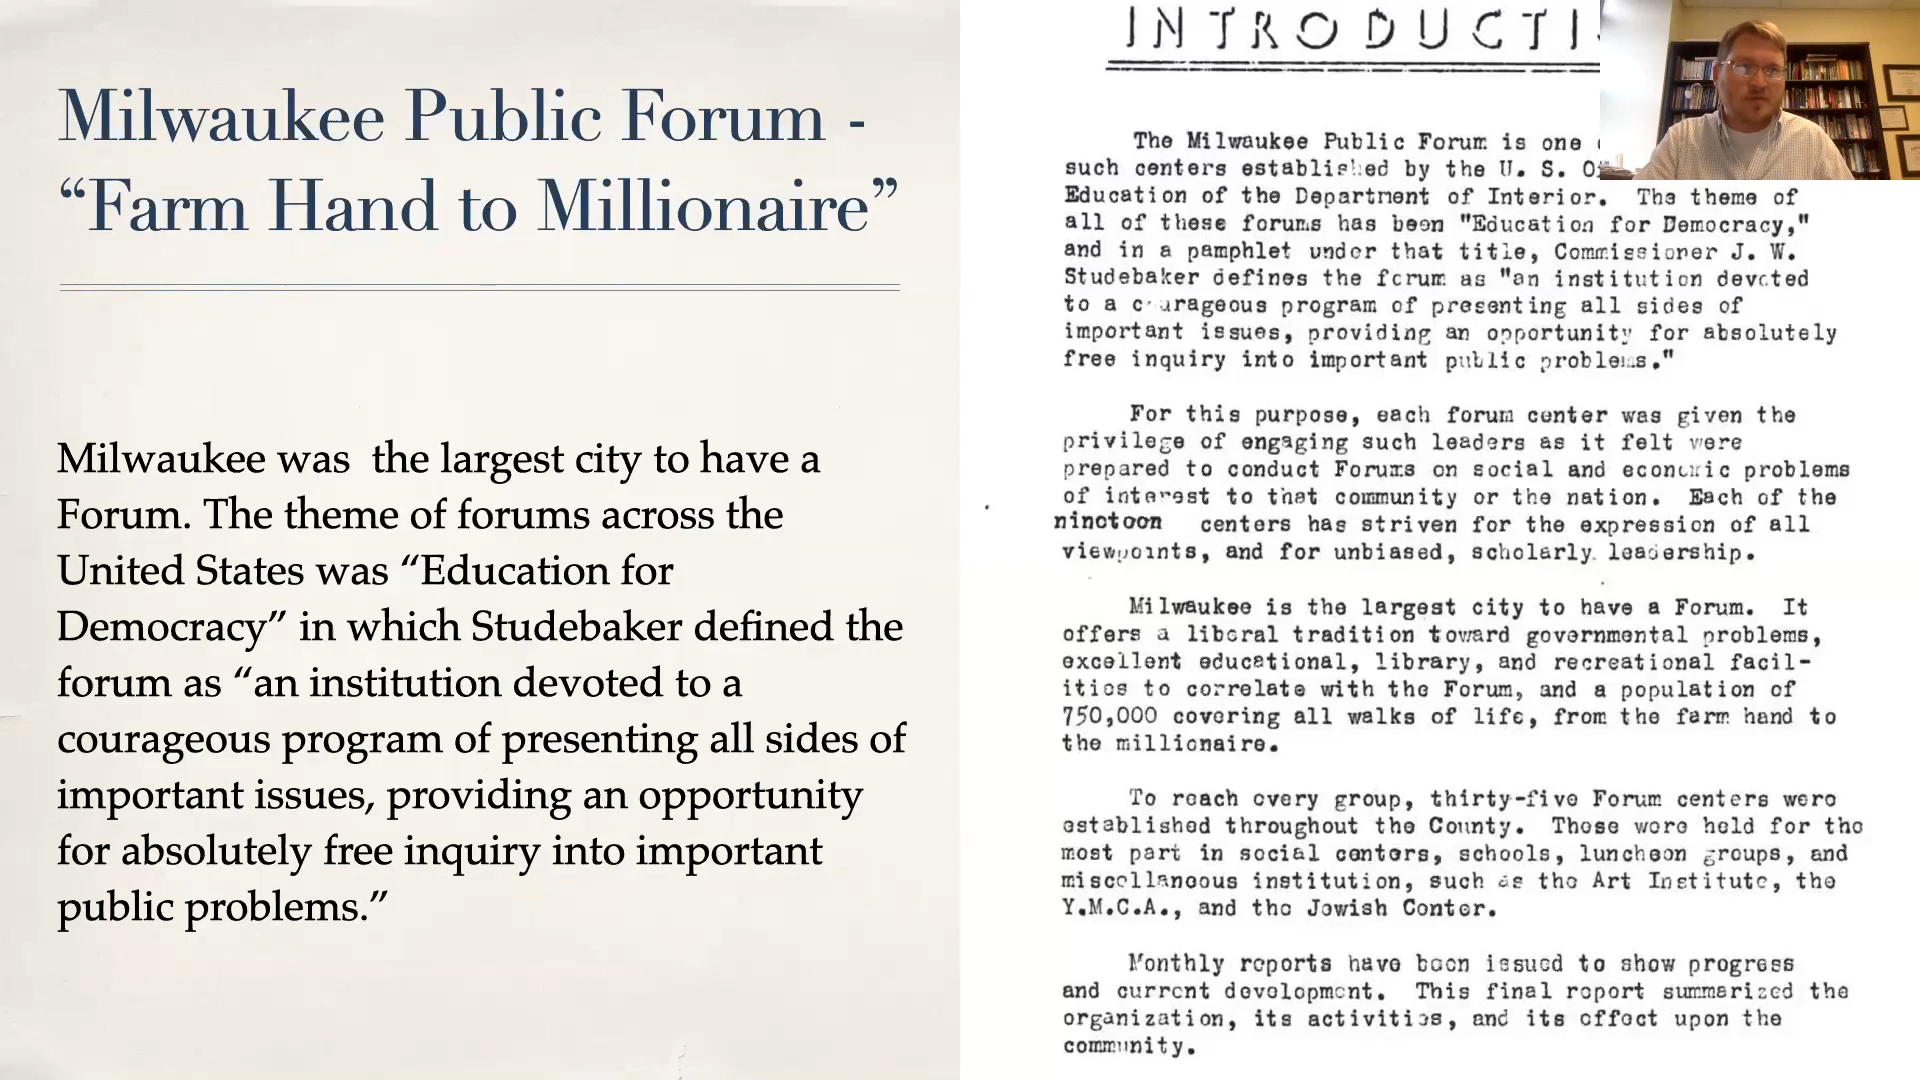 Milwaukee Public Forum -
“Farm Hand to Millionaire”
Milwaukee was the largest city to have a
Forum. The theme of forums across the
United States was “Education for
Democracy” in which Studebaker defined the
forum as “an institution devoted to a
courageous program of presenting all sides of
important issues, providing an opportunity
for absolutely free inquiry into important
public problems.”
INTRODUCTI
The Milwaukee Public Forum is one
such centers established by the U. S.
Education of the Department of Interior. The theme of
all of these forums has been "Education for Democracy,"
and in a pamphlet under that title, Commissioner J. W.
Studebaker defines the forum as "an institution devoted
to a courageous program of presenting all sides of
important issues, providing an opportunity for absolutely
free inquiry into important public problems."
For this purpose, each forum center was given the
privilege of engaging such leaders as it felt were
prepared to conduct Forums on social and economic problems
of interest to that community or the nation. Each of the
nineteen centers has striven for the expression of all
viewpoints, and for unbiased, scholarly leadership.
Milwaukee is the largest city to have a Forum. It
offers a liberal tradition toward governmental problems,
excellent educational, library, and recreational facil-
ities to correlate with the Forum, and a population of
750,000 covering all walks of life, from the farm hand to
the millionaire.
To reach every group, thirty-five Forum centers were
established throughout the County. These were held for the
most part in social centers, schools, luncheon groups, and
miscellaneous institution, such as the Art Institute, the
Y.M.C.A., and the Jewish Center.
Monthly reports have been issued to show progress
and current development. This final report summarized the
organization, its activities, and its effect upon the
community.